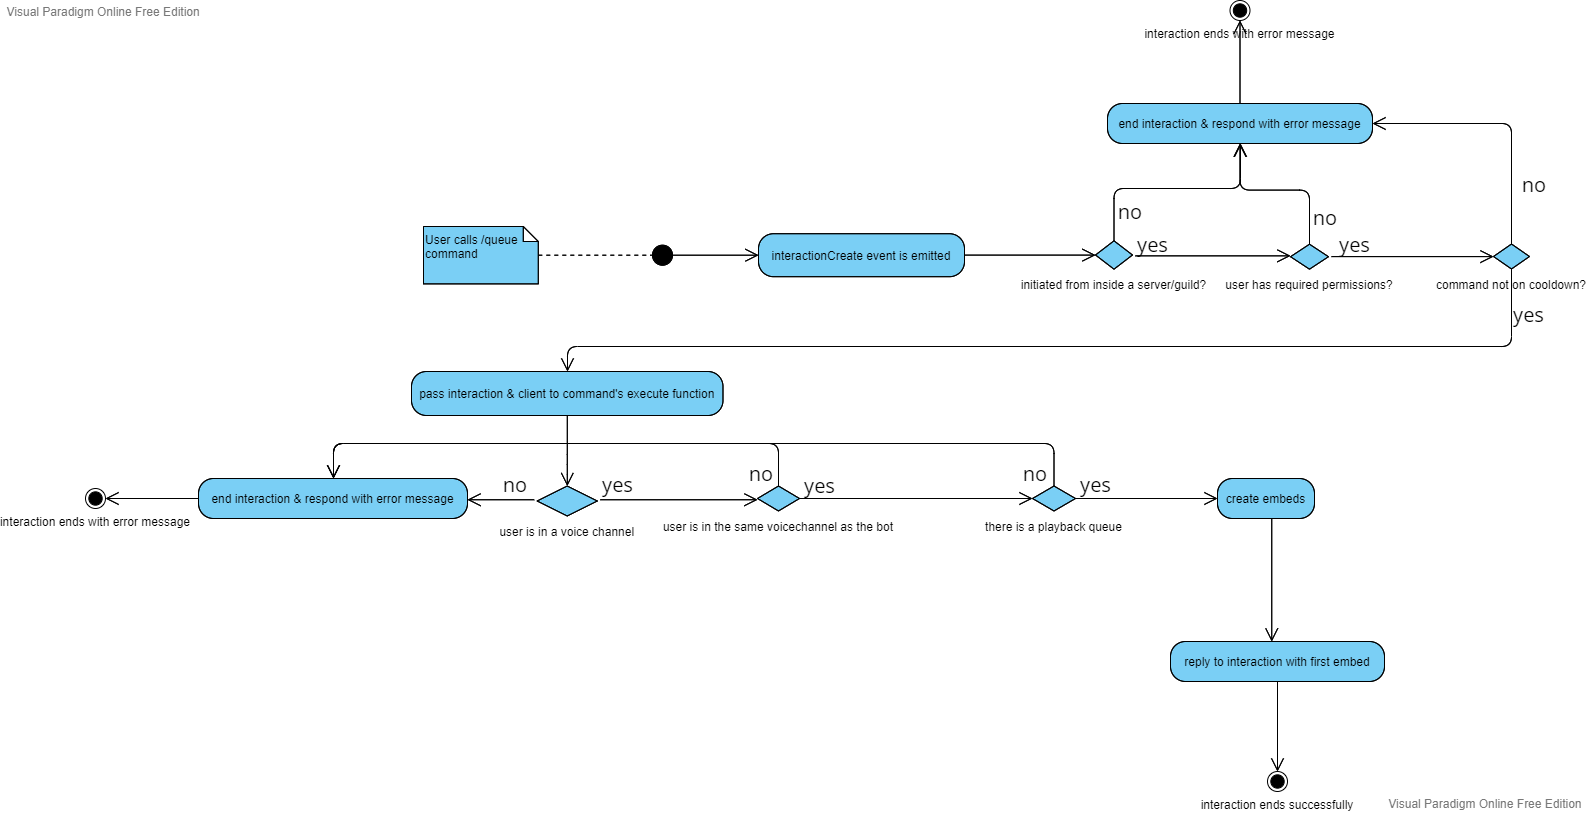 Visual Paradigm Online Free Edition
interaction ends with error message
end interaction & respond with error message
no
no
no
User calls /queue
command
interactionCreate event is emitted
yes
yes
initiated from inside a server/guild?
user has required permissions?
command not on cooldown?
yes
pass interaction & client to command's execute function
no
yes
no
yes
no
yes
end interaction & respond with error message
create embeds
interaction ends with error message
user is in a voice channel
user is in the same voicechannel as the bot
there is a playback queue
reply to interaction with first embed
interaction ends successfully
Visual Paradigm Online Free Edition